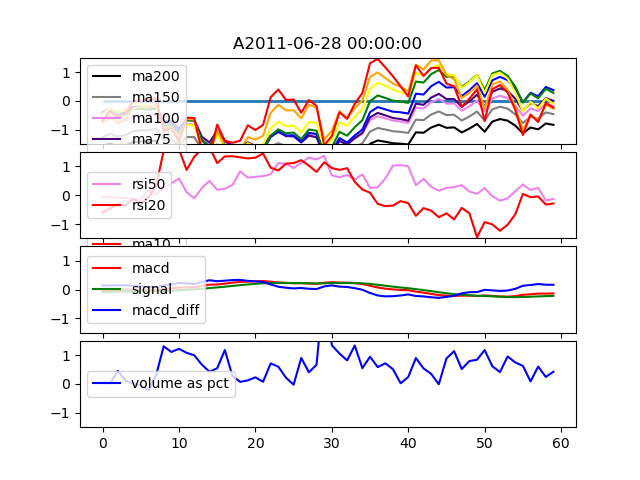 A2011-06-28 00:00:00
1
0
−1
ma200
ma150
ma100
ma75
1
0
−1
rsi50
rsi20
ma10
1
0
−1
macd
signal
macd_diff
1
0
−1
volume as pct
0 10 20 30 40 50 60